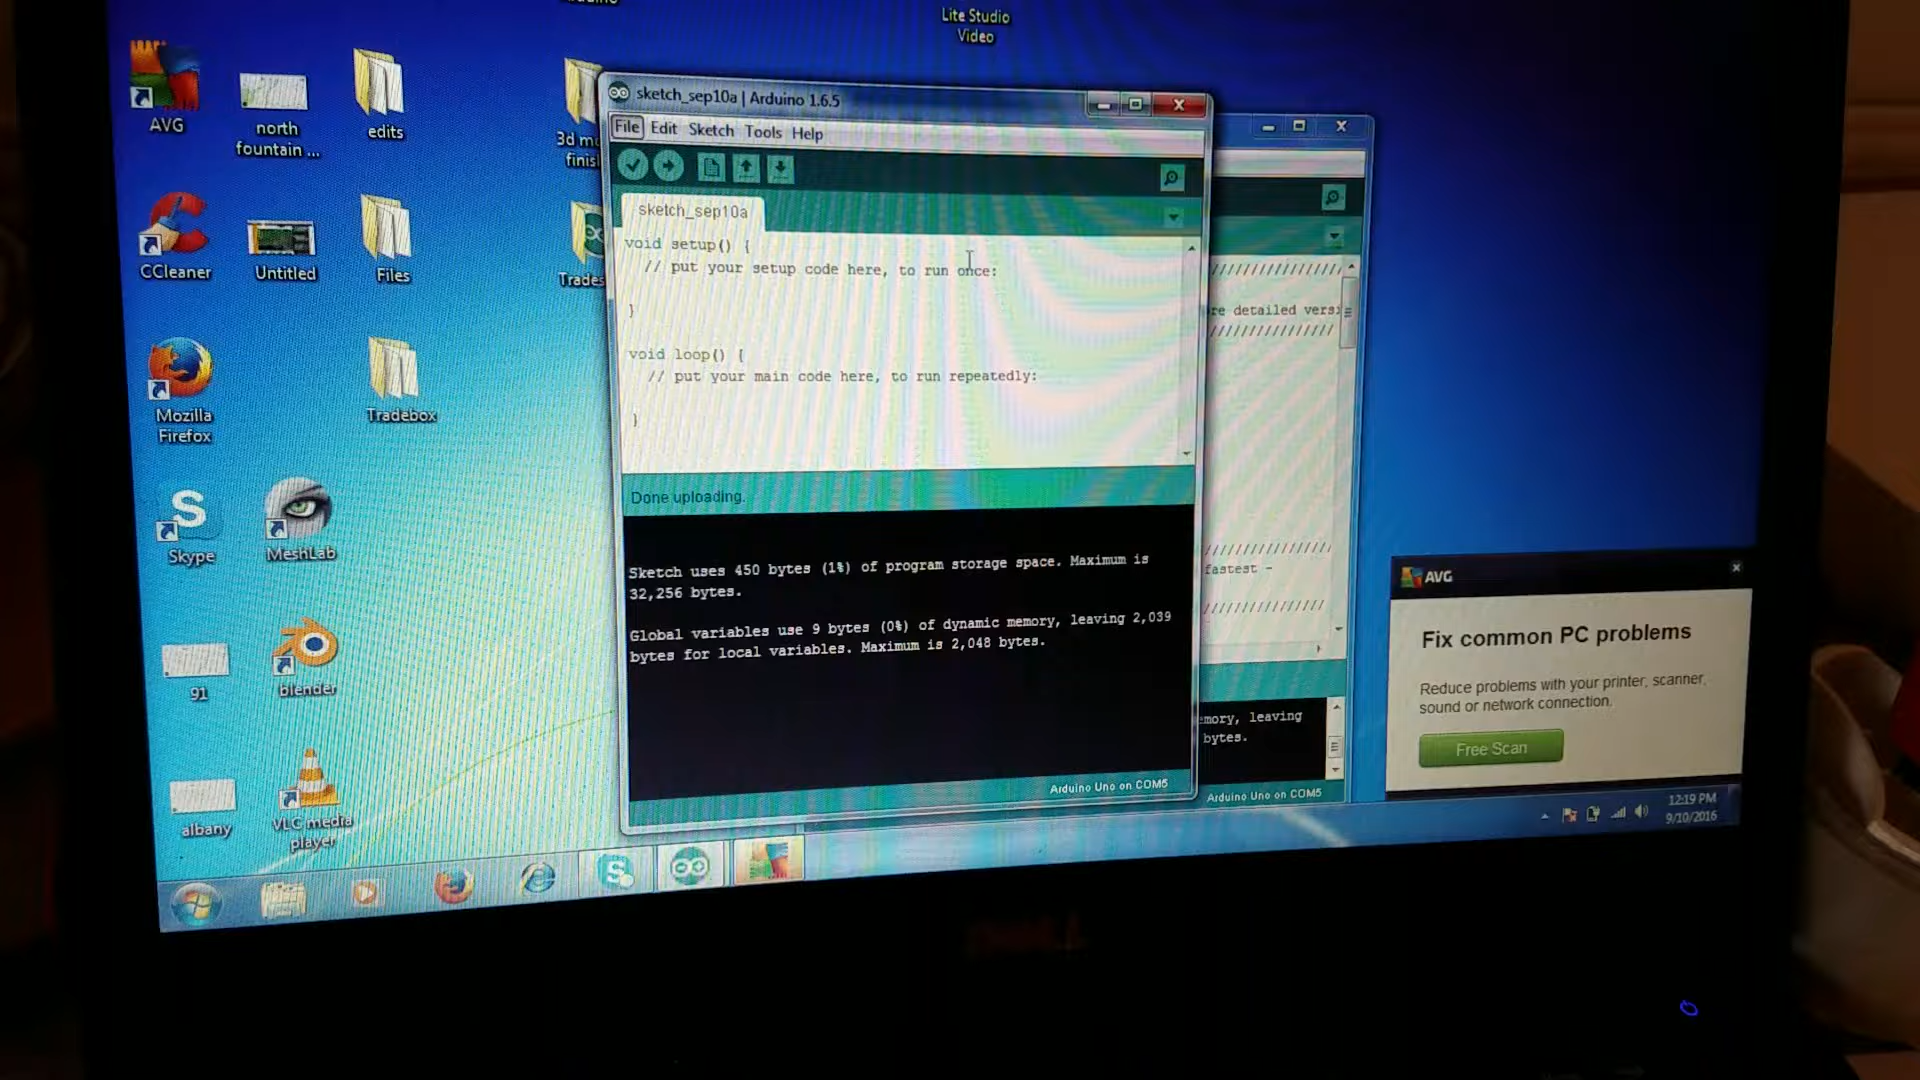 Lite Studio
Video
AVG
north
fountain ...
edits
CCleaner
Untitled
Files
Mozilla
Firefox
Tradebox
Skype
MeshLab
91
blender
albany
VLC media
player
3d
sketch_sep10a | Arduino 1.6.5
File Edit Sketch Tools Help
sketch_sep10a
void setup() {
// put your setup code here, to run once:
}
void loop() {
// put your main code here, to run repeatedly:
}
Done uploading.
Sketch uses 450 bytes (1%) of program storage space. Maximum is
32,256 bytes.
Global variables use 9 bytes (0%) of dynamic memory, leaving 2,039
bytes for local variables. Maximum is 2,048 bytes.
Arduino Uno on COM5
///////////////
re detailed vers
///////////////
///////////////
fastest -
///////////////
emory, leaving
bytes.
Arduino Uno on COM5
AVG
Fix common PC problems
Reduce problems with your printer, scanner,
sound or network connection.
Free Scan
12:19 PM
9/10/2016